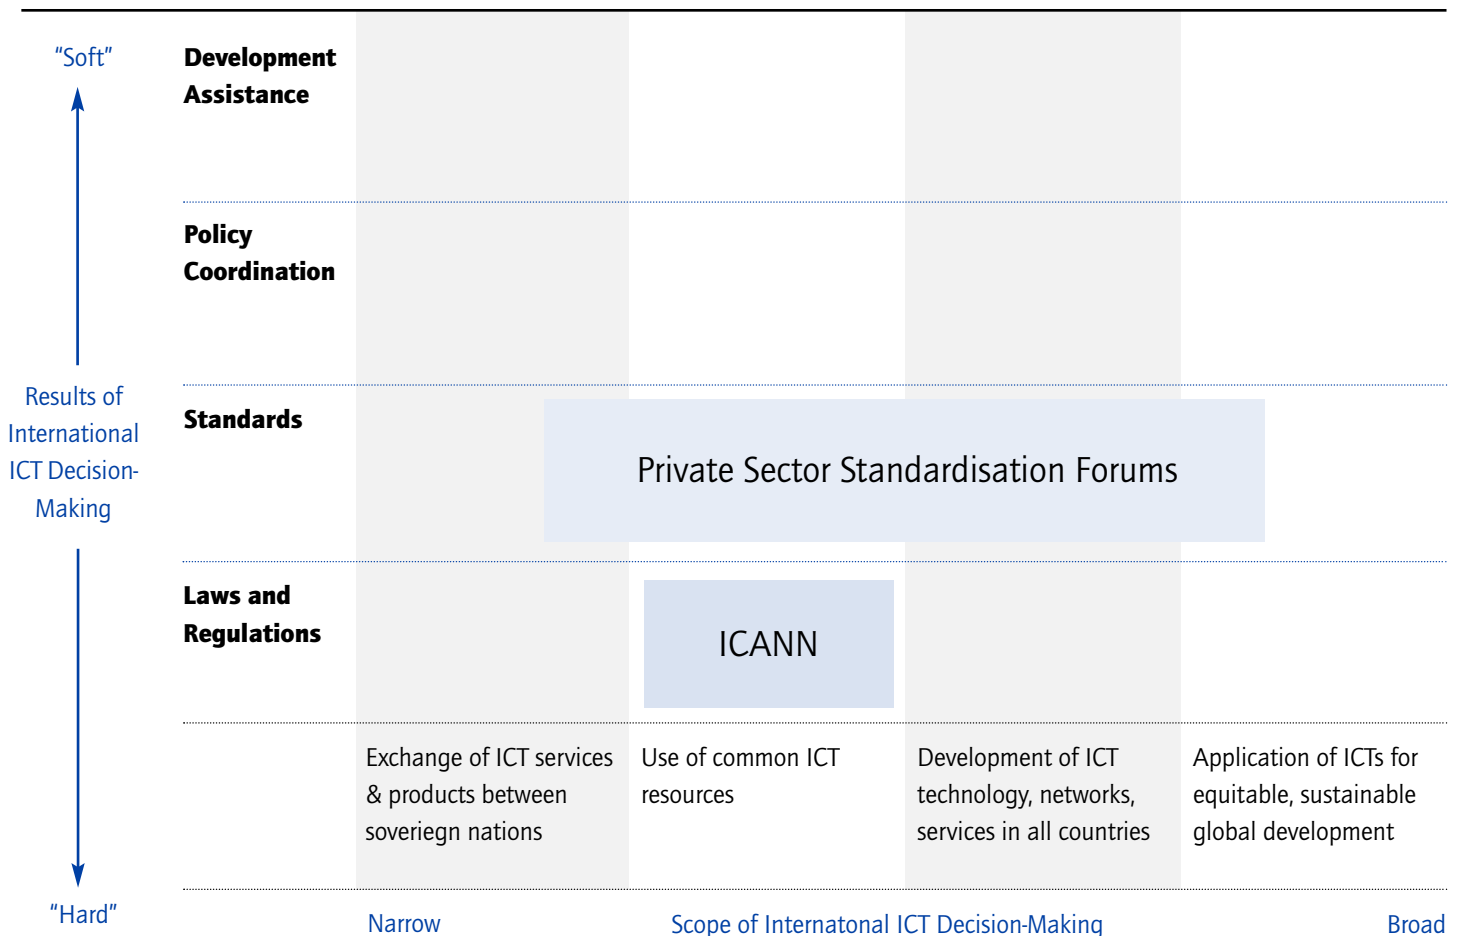 "Soft"
Development
Assistance
Policy
Coordination
Results of
International
ICT Decision-
Making
Standards
Private Sector Standardisation Forums
Laws and
Regulations
ICANN
Exchange of ICT services
& products between
soveriegn nations
Use of common ICT
resources
Development of ICT
technology, networks,
services in all countries
Application of ICTs for
equitable, sustainable
global development
"Hard"
Narrow
Scope of Internatonal ICT Decision-Making
Broad